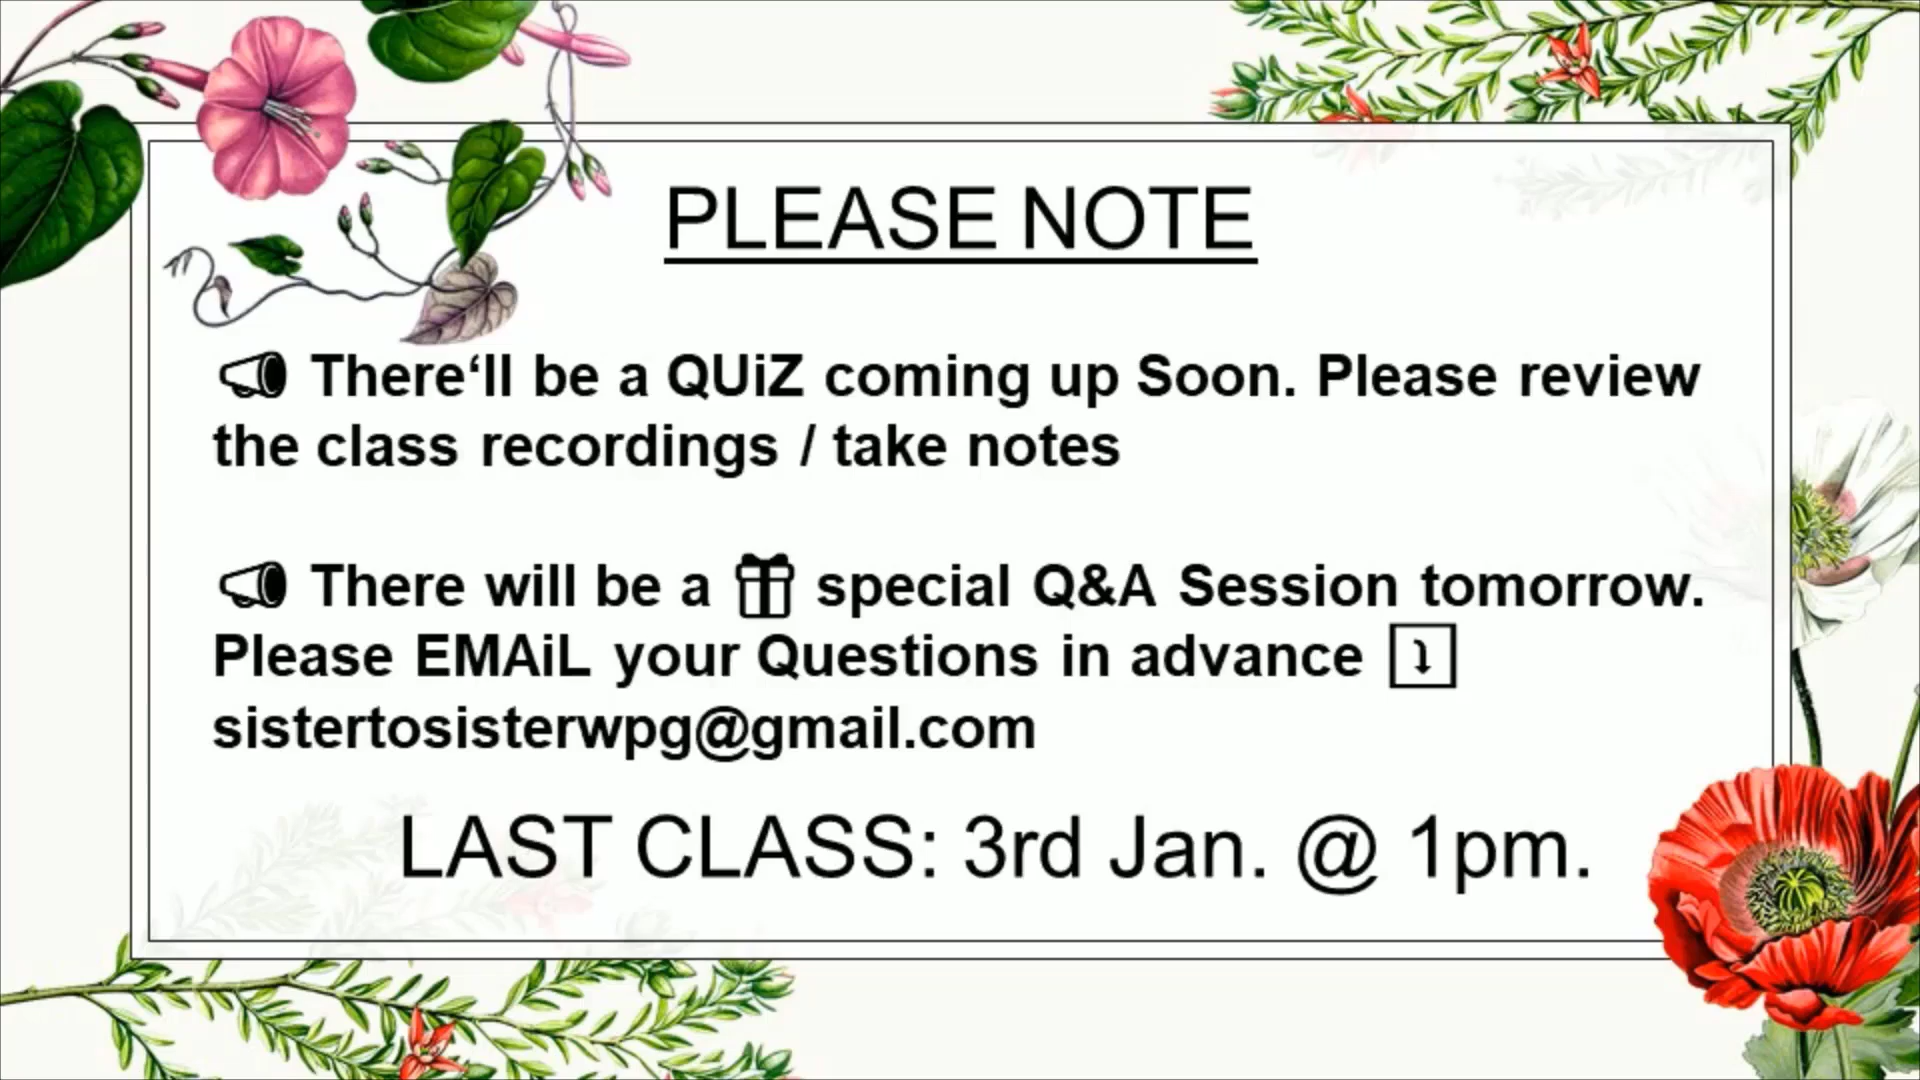 PLEASE NOTE
📣 There‘ll be a QUiZ coming up Soon. Please review
the class recordings / take notes
📣 There will be a 🎁 special Q&A Session tomorrow.
Please EMAiL your Questions in advance ⤵
sistertosisterwpg@gmail.com
LAST CLASS: 3rd Jan. @ 1pm.